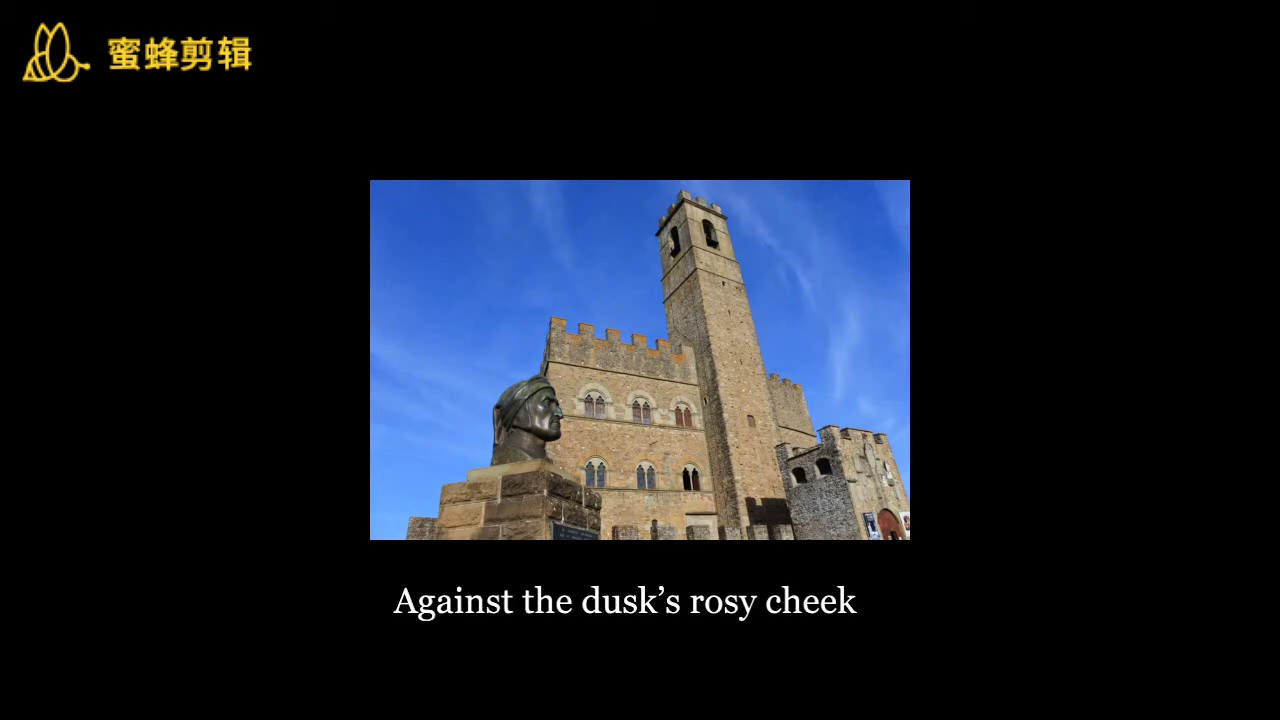 蜜蜂剪辑
Against the dusk’s rosy cheek